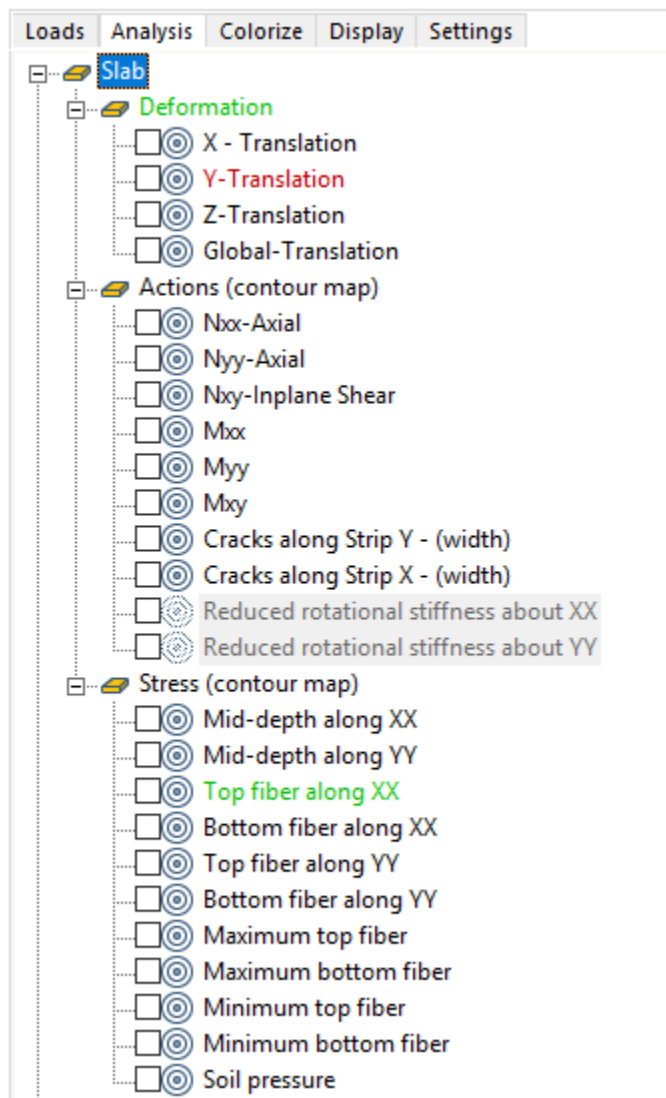 Loads Analysis Colorize Display Settings
Slab
Deformation
X - Translation
Y-Translation
Z-Translation
Global-Translation
Actions (contour map)
Nxx-Axial
Nyy-Axial
Nxy-Inplane Shear
Mxx
Myy
Mxy
Cracks along Strip Y - (width)
Cracks along Strip X - (width)
Reduced rotational stiffness about XX
Reduced rotational stiffness about YY
Stress (contour map)
Mid-depth along XX
Mid-depth along YY
Top fiber along XX
Bottom fiber along XX
Top fiber along YY
Bottom fiber along YY
Maximum top fiber
Maximum bottom fiber
Minimum top fiber
Minimum bottom fiber
Soil pressure